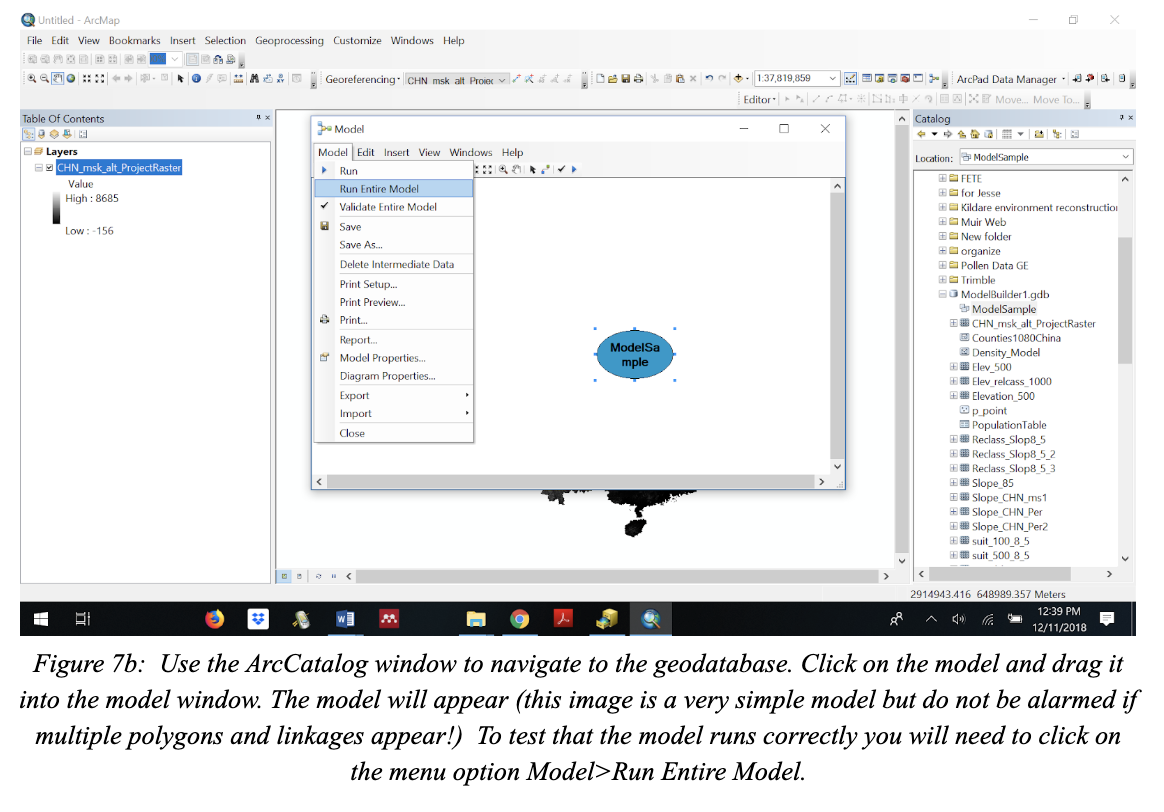 Untitled - ArcMap
File Edit View Bookmarks Insert Selection Geoprocessing Customize Windows Help
Georeferencing CHN_msk_alt_Projec 1:37,819,859 ArcPad Data Manager
Editor Move... Move To...
Table Of Contents
Layers
CHN_msk_alt_ProjectRaster
Value
High : 8685
Low : -156
Model
Model Edit Insert View Windows Help
Run
Run Entire Model
Validate Entire Model
Save
Save As...
Delete Intermediate Data
Print Setup...
Print Preview...
Print...
Report...
Model Properties...
Diagram Properties...
Export
Import
Close
ModelSa
mple
Catalog
Location: ModelSample
FETE
for Jesse
Kildare environment reconstruction
Muir Web
New folder
organize
Pollen Data GE
Trimble
ModelBuilder1.gdb
ModelSample
CHN_msk_alt_ProjectRaster
Counties1080China
Density_Model
Elev_500
Elev_relcass_1000
Elevation_500
p_point
PopulationTable
Reclass_Slop8_5
Reclass_Slop8_5_2
Reclass_Slop8_5_3
Slope_85
Slope_CHN_ms1
Slope_CHN_Per
Slope_CHN_Per2
suit_100_8_5
suit_500_8_5
2914943.416 648989.357 Meters
12:39 PM
12/11/2018
Figure 7b: Use the ArcCatalog window to navigate to the geodatabase. Click on the model and drag it
into the model window. The model will appear (this image is a very simple model but do not be alarmed if
multiple polygons and linkages appear!) To test that the model runs correctly you will need to click on
the menu option Model>Run Entire Model.